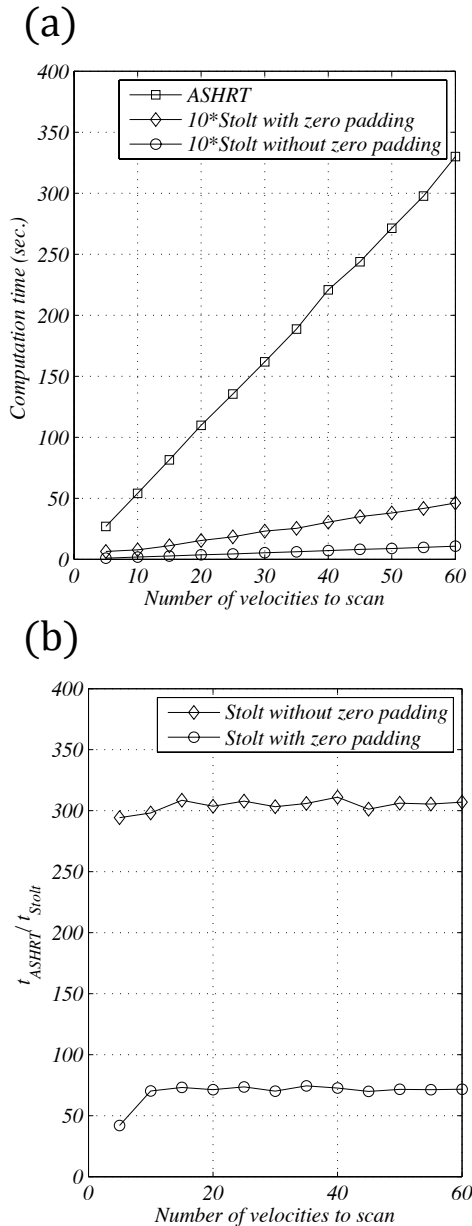 (a)
400
350
300
250
200
150
100
50
0
ASHRT
10*Stolt with zero padding
10*Stolt without zero padding
Computation time (sec.)
0 10 20 30 40 50 60
Number of velocities to scan
(b)
400
350
300
250
200
150
100
50
0
Stolt without zero padding
Stolt with zero padding
t_ASHRT / t_Stolt
0 20 40 60
Number of velocities to scan